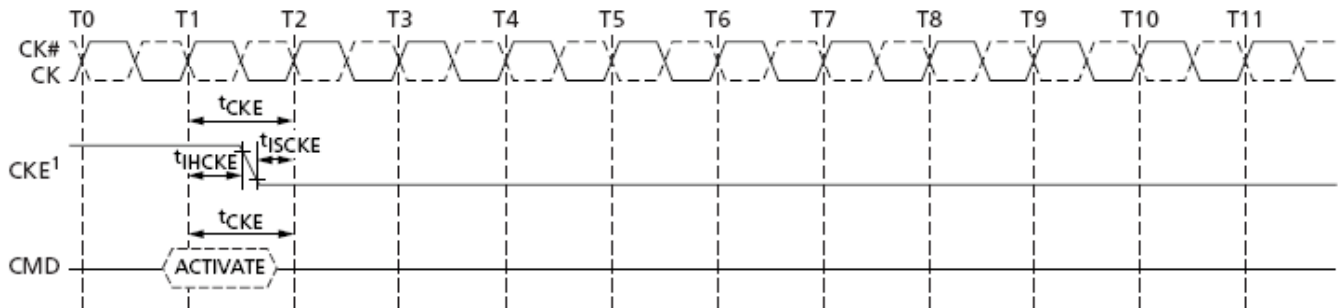 T0 T1 T2 T3 T4 T5 T6 T7 T8 T9 T10 T11
CK#
CK
tCKE
tISCKE
tIHCKE
CKE1
tCKE
CMD ACTIVATE